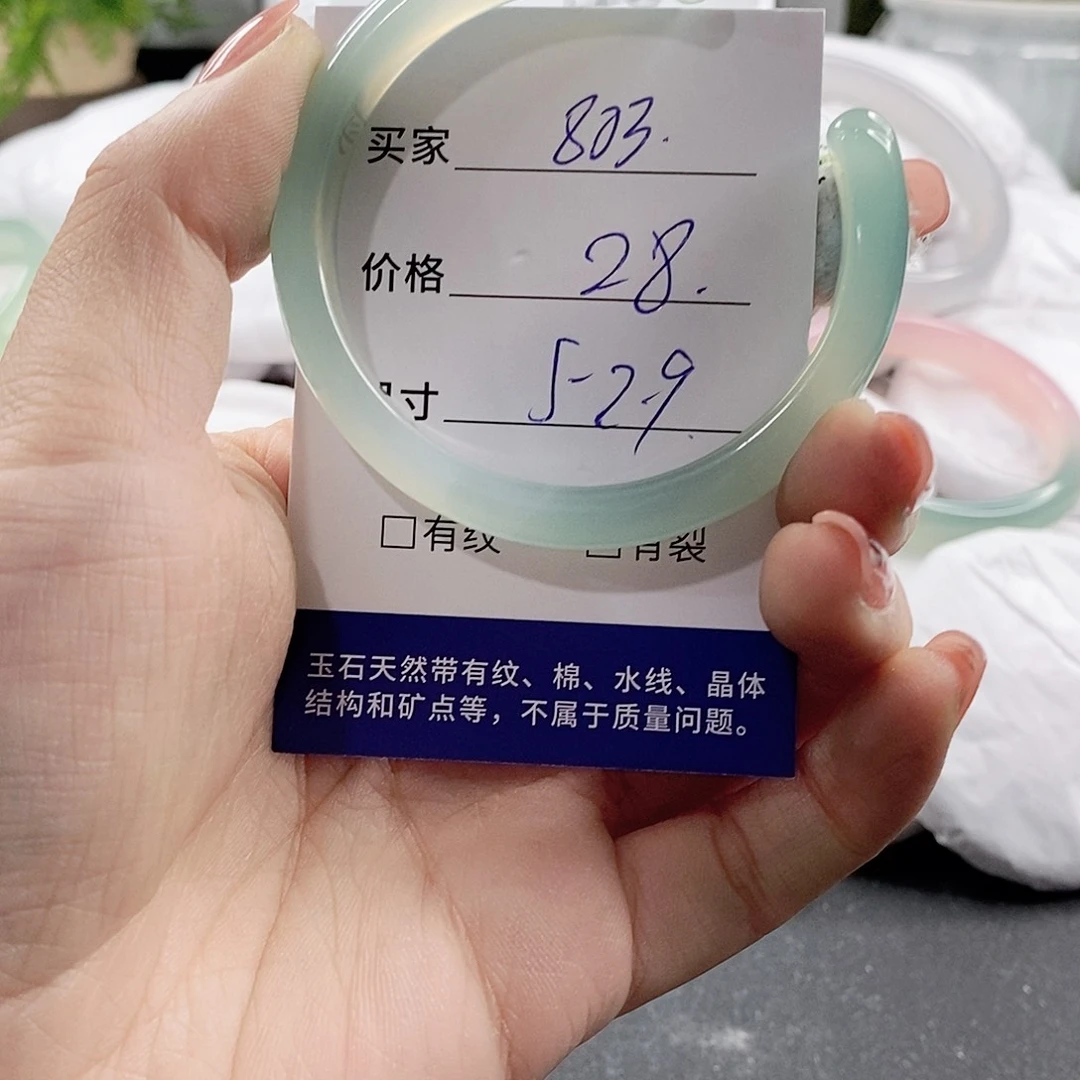 买家 803.
价格 28.
尺寸 5-29.
□有纹 □有裂
玉石天然带有纹、棉、水线、晶体
结构和矿点等，不属于质量问题。